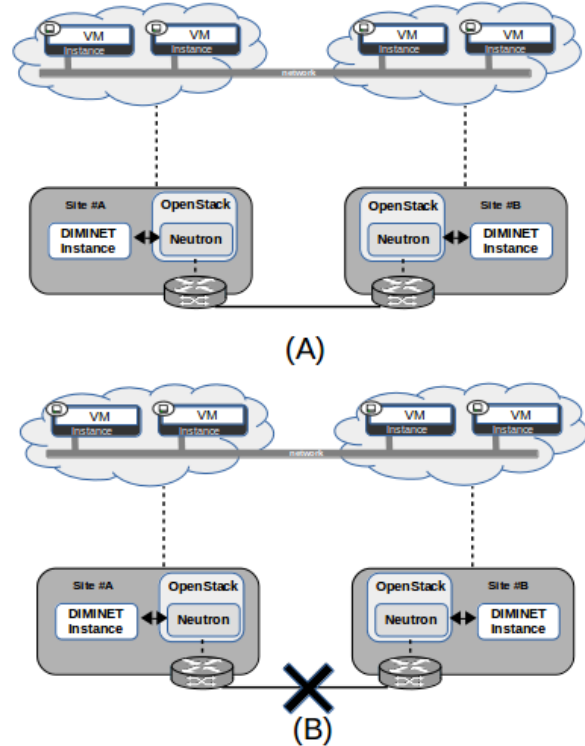 VM VM VM VM
Instance Instance Instance Instance
network
Site #A OpenStack OpenStack Site #B
DIMINET Instance Neutron Neutron DIMINET Instance
(A)
VM VM VM VM
Instance Instance Instance Instance
network
Site #A OpenStack OpenStack Site #B
DIMINET Instance Neutron Neutron DIMINET Instance
(B)